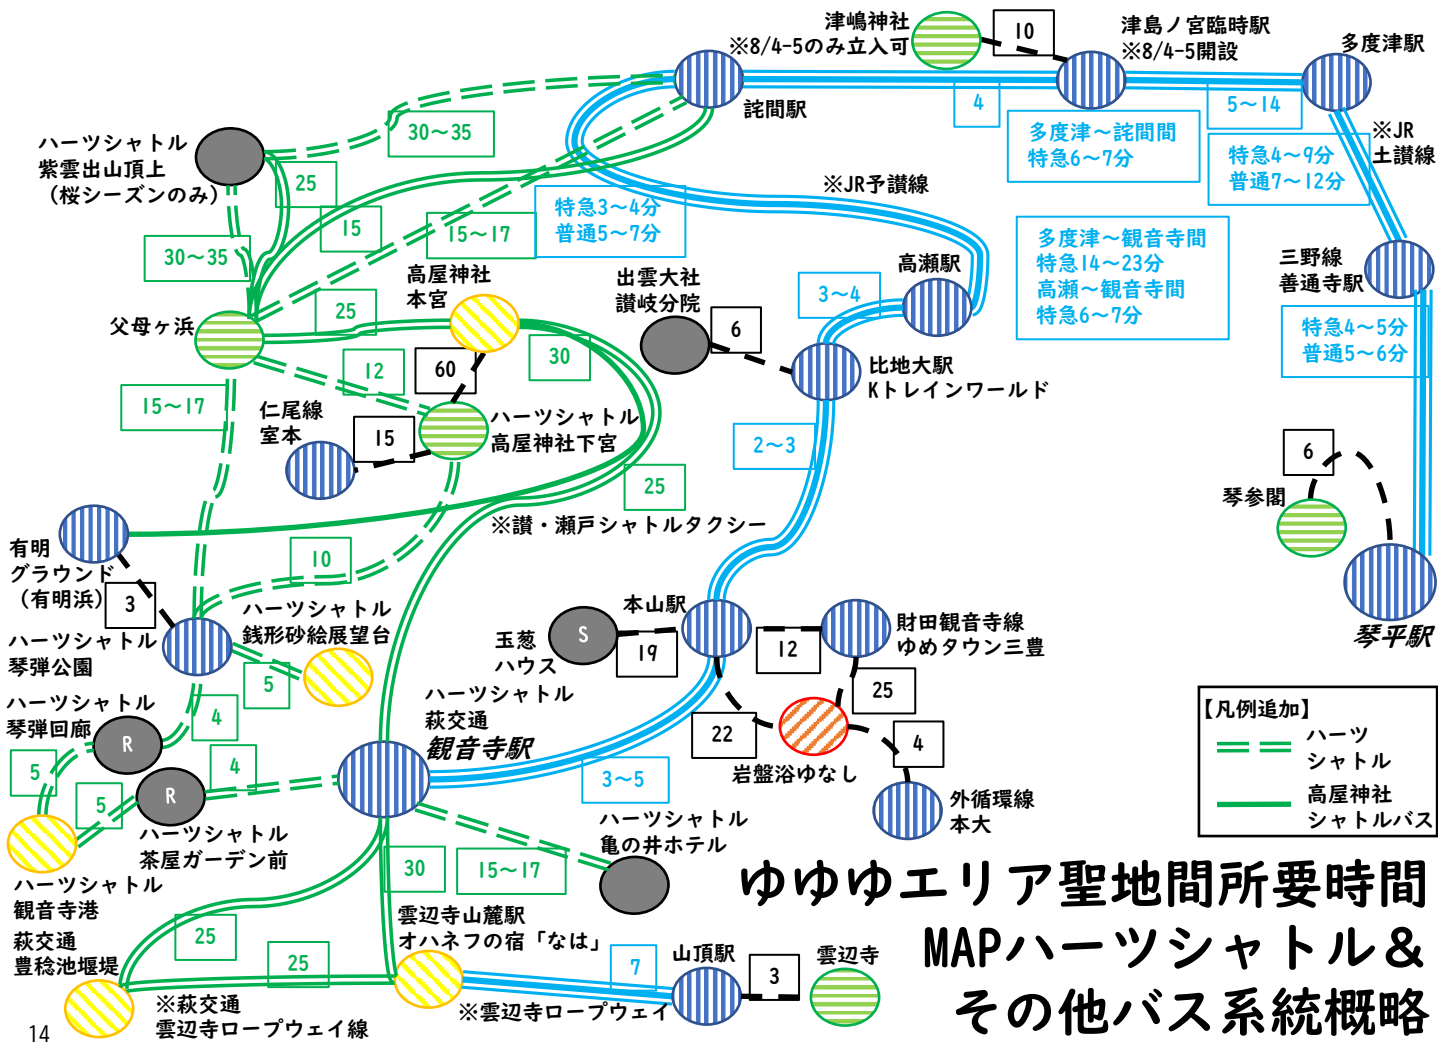 津嶋神社
※8/4-5のみ立入可
10
津島ノ宮臨時駅
※8/4-5開設
多度津駅
詫間駅
4
5～14
多度津～詫間間
特急6～7分
※JR
土讃線
特急4～9分
普通7～12分
ハーツシャトル
紫雲出山頂上
（桜シーズンのみ）
30～35
25
15
30～35
15～17
特急3～4分
普通5～7分
※JR予讃線
多度津～観音寺間
特急14～23分
高瀬～観音寺間
特急6～7分
三野線
善通寺駅
高屋神社
本宮
出雲大社
讃岐分院
高瀬駅
3～4
父母ヶ浜
25
12
60
30
6
比地大駅
Kトレインワールド
特急4～5分
普通5～6分
15～17
仁尾線
室本
15
ハーツシャトル
高屋神社下宮
2～3
6
琴参閣
25
※讃・瀬戸シャトルタクシー
有明
グラウンド
（有明浜）
3
10
ハーツシャトル
銭形砂絵展望台
ハーツシャトル
琴弾公園
5
玉葱
ハウス
S
19
本山駅
12
財田観音寺線
ゆめタウン三豊
琴平駅
25
22
4
岩盤浴ゆなし
外循環線
本大
ハーツシャトル
琴弾回廊
R
4
5
5
R
4
ハーツシャトル
茶屋ガーデン前
ハーツシャトル
萩交通
観音寺駅
3～5
ハーツシャトル
亀の井ホテル
30
15～17
ハーツシャトル
観音寺港
萩交通
豊稔池堰堤
25
25
※萩交通
雲辺寺ロープウェイ線
雲辺寺山麓駅
オハネフの宿「なは」
7
※雲辺寺ロープウェイ
山頂駅
3
雲辺寺
【凡例追加】
ハーツ
シャトル
高屋神社
シャトルバス
ゆゆゆエリア聖地間所要時間
MAPハーツシャトル＆
その他バス系統概略
14